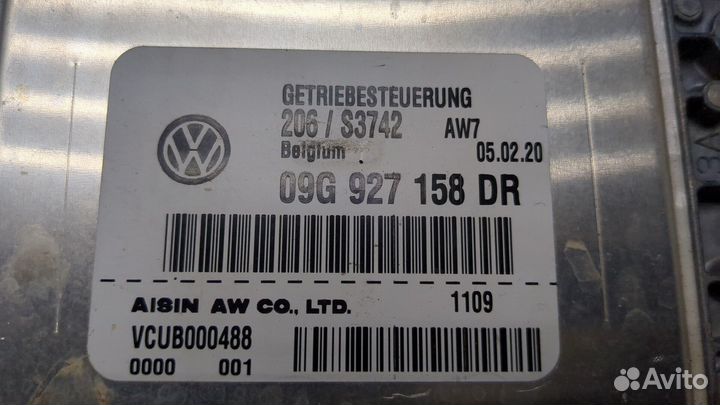 GETRIEBESTEUERUNG
206 / S3742 AW7
Belgium 05.02.20
09G 927 158 DR
AISIN AW CO., LTD. 1109
VCUB000488
0000 001
Avito